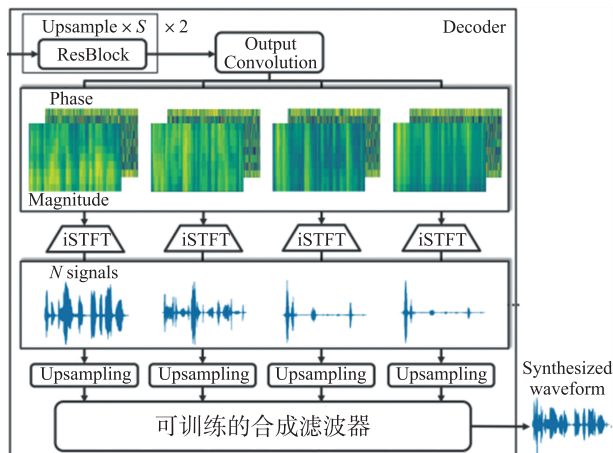 Decoder
Upsample × S × 2
ResBlock
Output
Convolution
Phase
Magnitude
iSTFT iSTFT iSTFT iSTFT
N signals
Upsampling Upsampling Upsampling Upsampling
可训练的合成滤波器
Synthesized
waveform